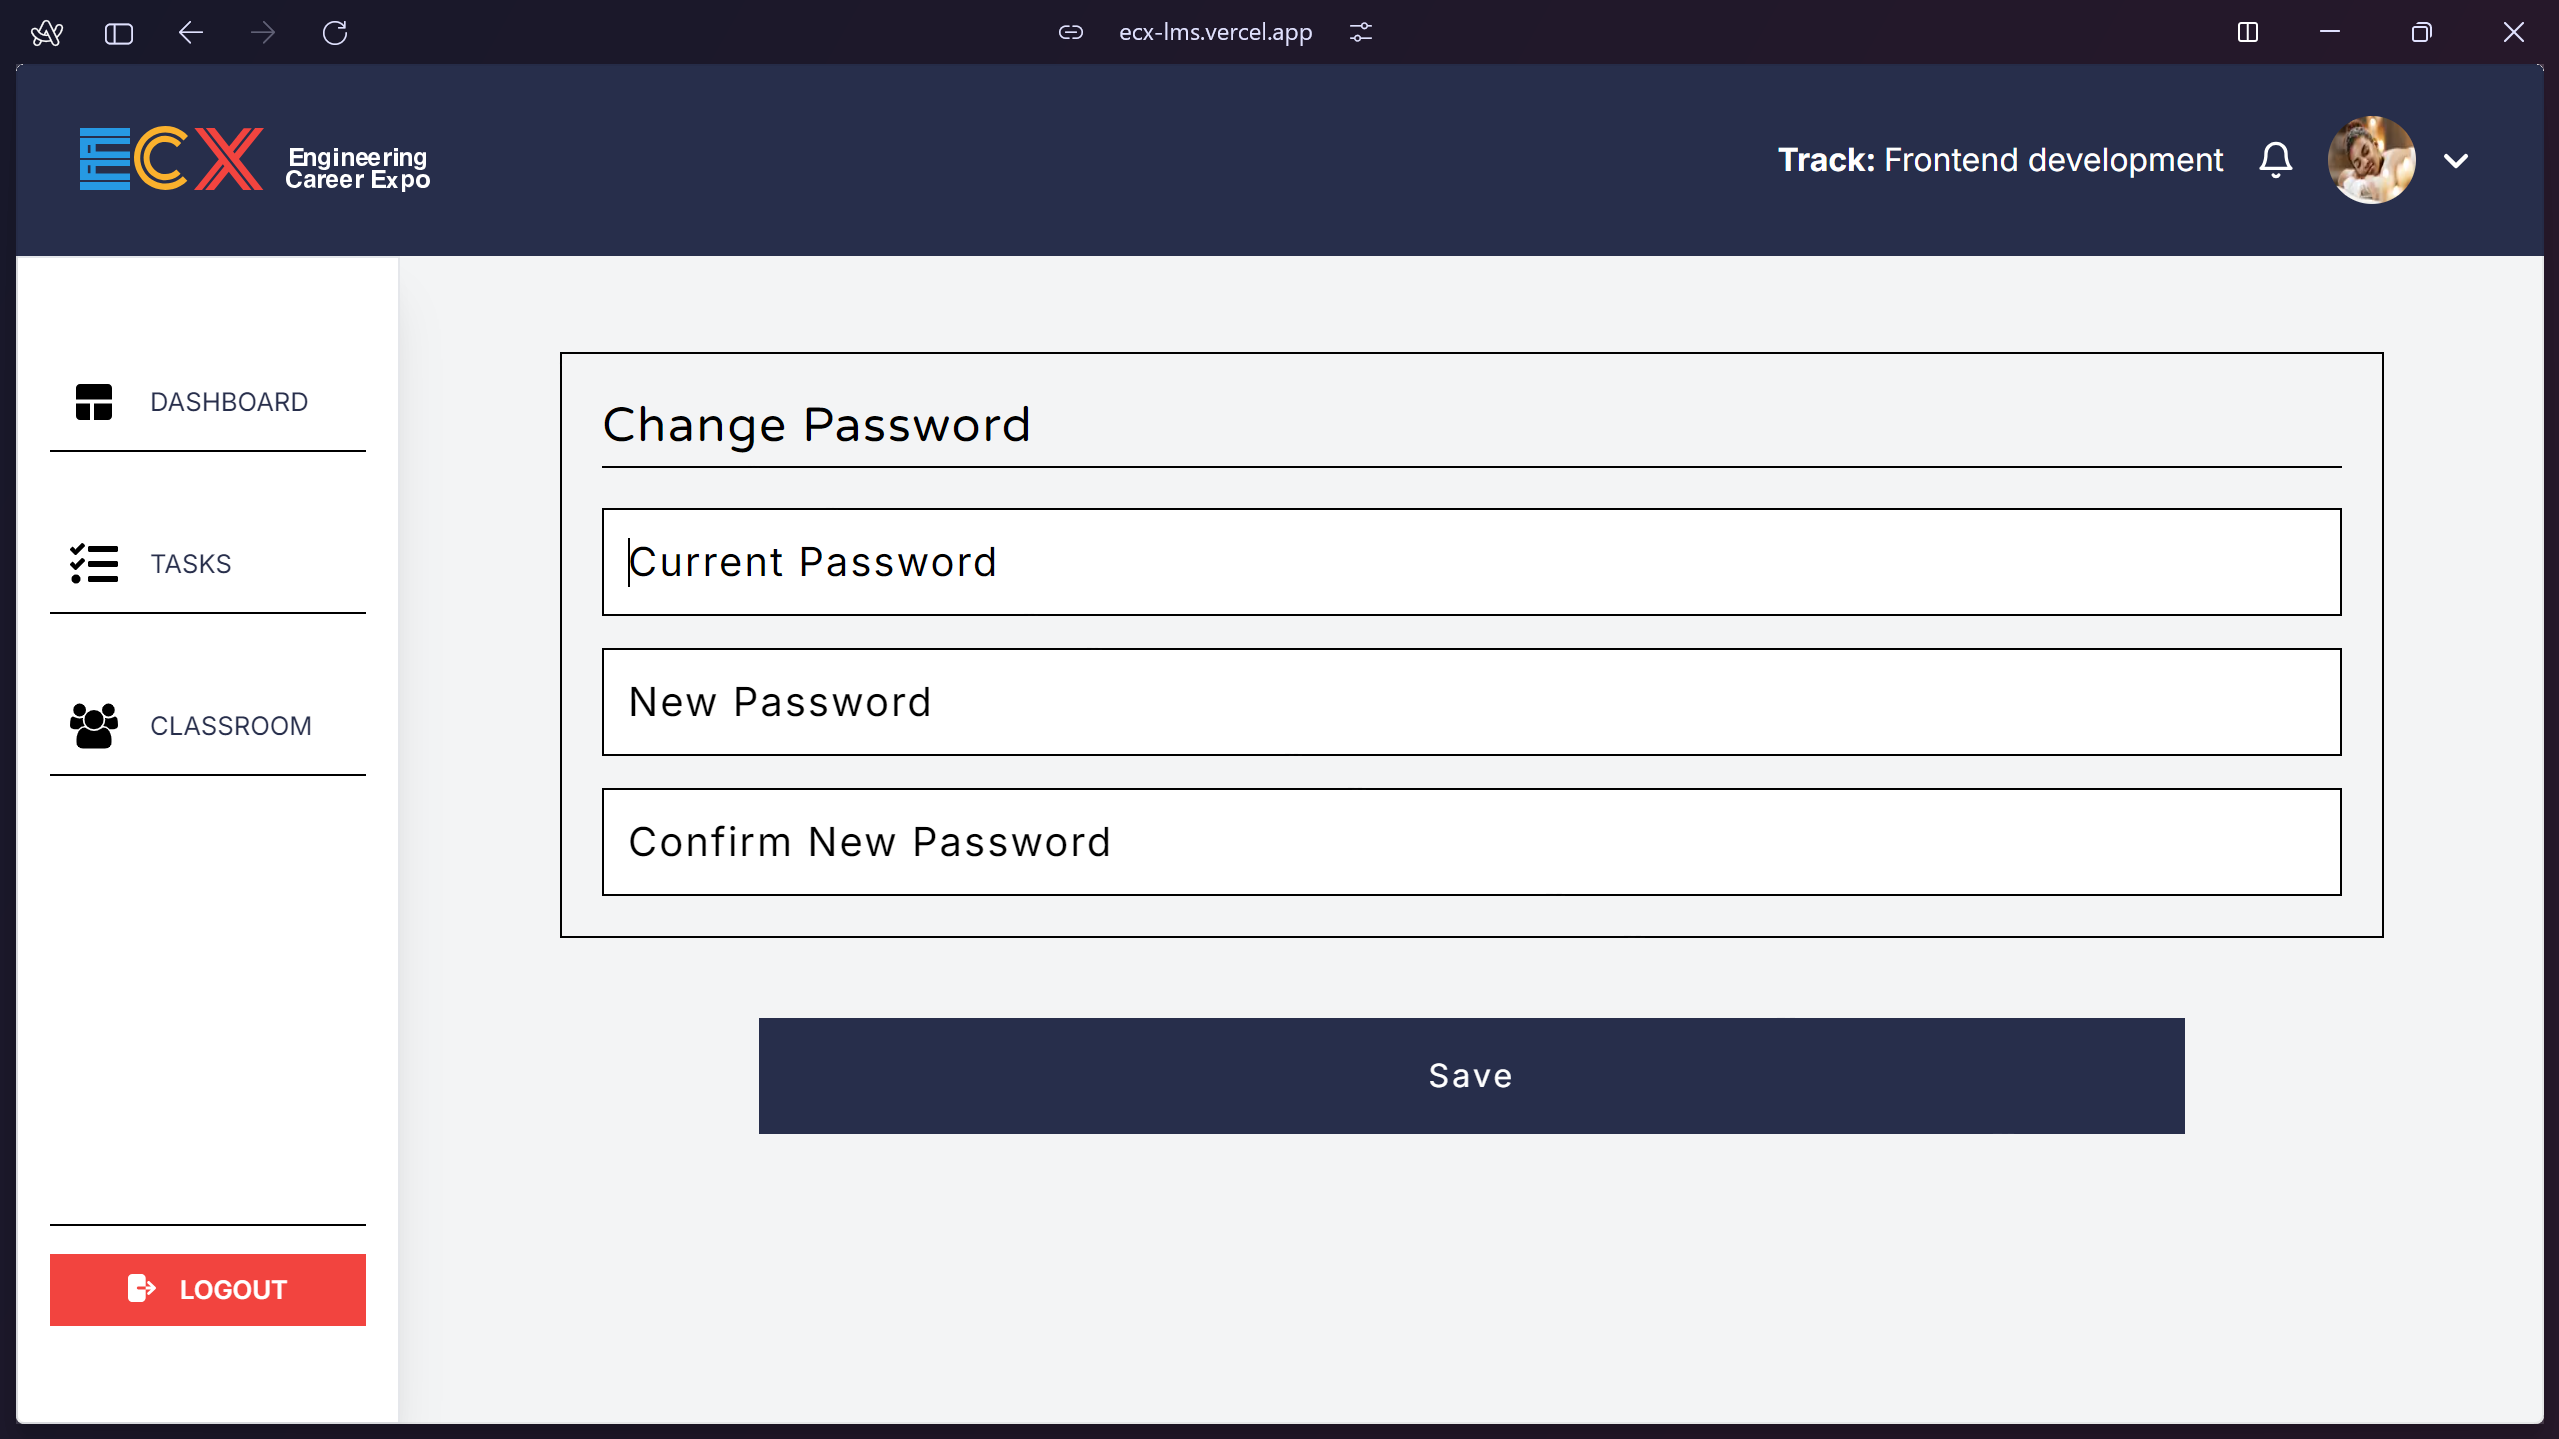 ecx-lms.vercel.app
ECX
Engineering
Career Expo
Track: Frontend development
DASHBOARD
TASKS
CLASSROOM
LOGOUT
Change Password
Current Password
New Password
Confirm New Password
Save